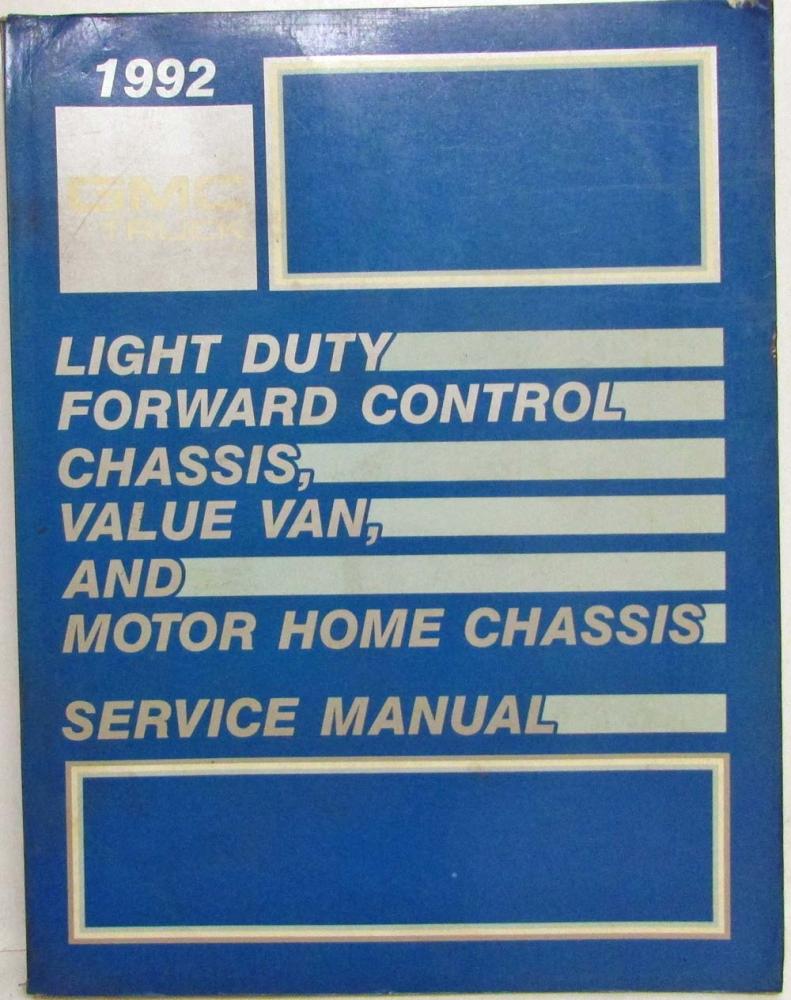 1992
GMC
TRUCK
LIGHT DUTY
FORWARD CONTROL
CHASSIS,
VALUE VAN,
AND
MOTOR HOME CHASSIS
SERVICE MANUAL